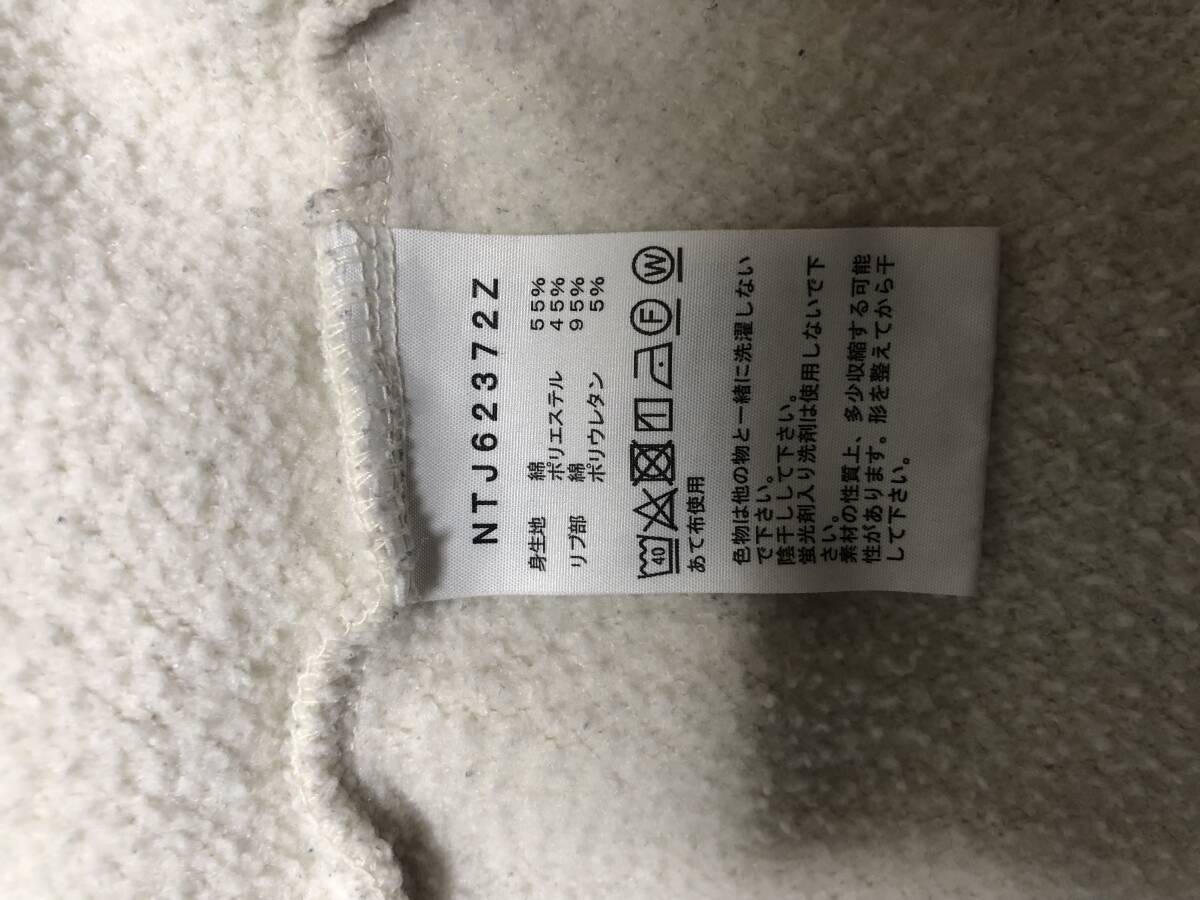 NTJ62372Z
身生地 綿 55%
ポリエステル 45%
リブ部 綿 95%
ポリウレタン 5%
40 F W
あて布使用
色物は他の物と一緒に洗濯しない
で下さい。
陰干しして下さい。
蛍光剤入り洗剤は使用しないで下
さい。
素材の性質上、多少収縮する可能
性があります。形を整えてから干
して下さい。